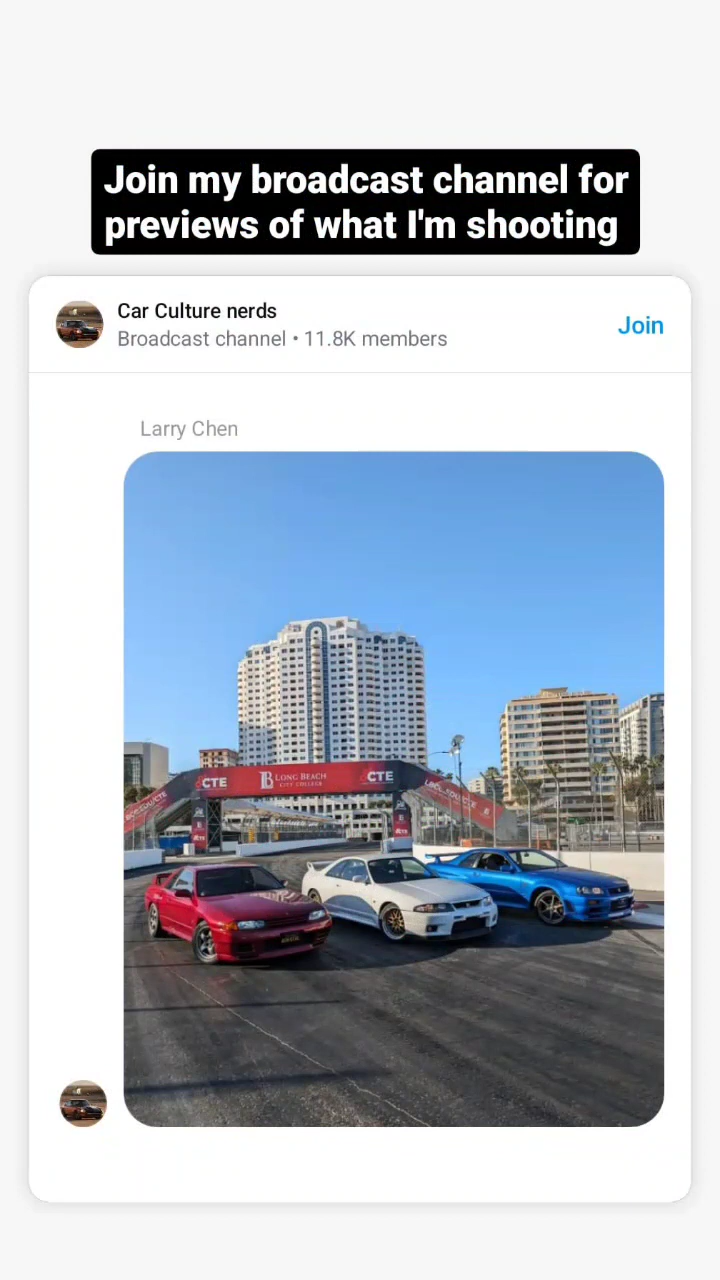 Join my broadcast channel for
previews of what I'm shooting
Car Culture nerds
Broadcast channel • 11.8K members
Join
Larry Chen
CTE
LB LONG BEACH
CITY COLLEGE
CTE